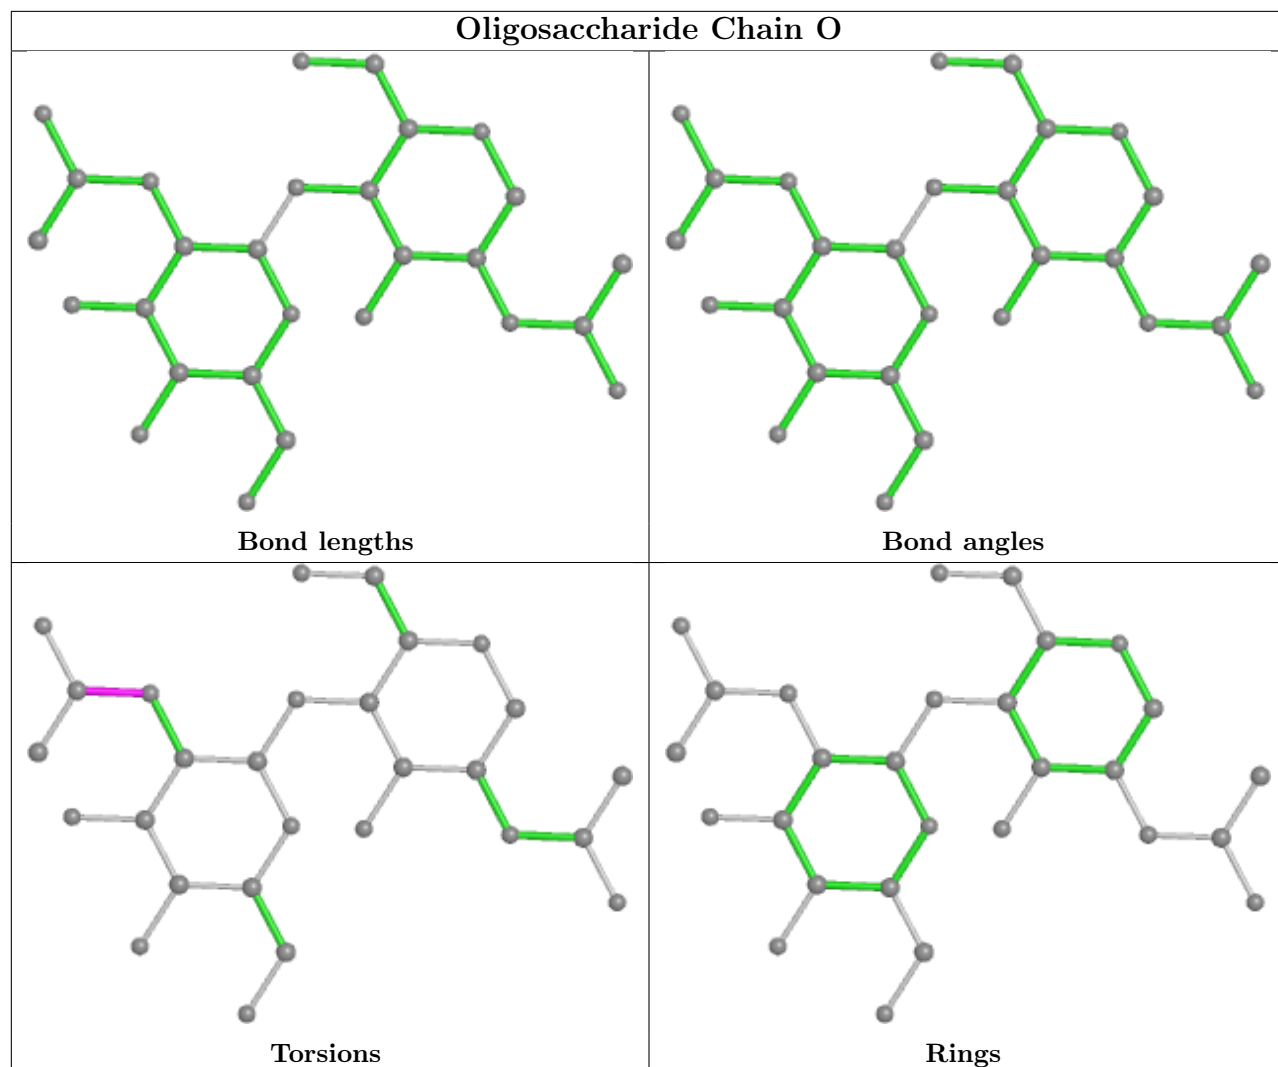 Oligosaccharide Chain O
Bond lengths
Bond angles
Torsions
Rings